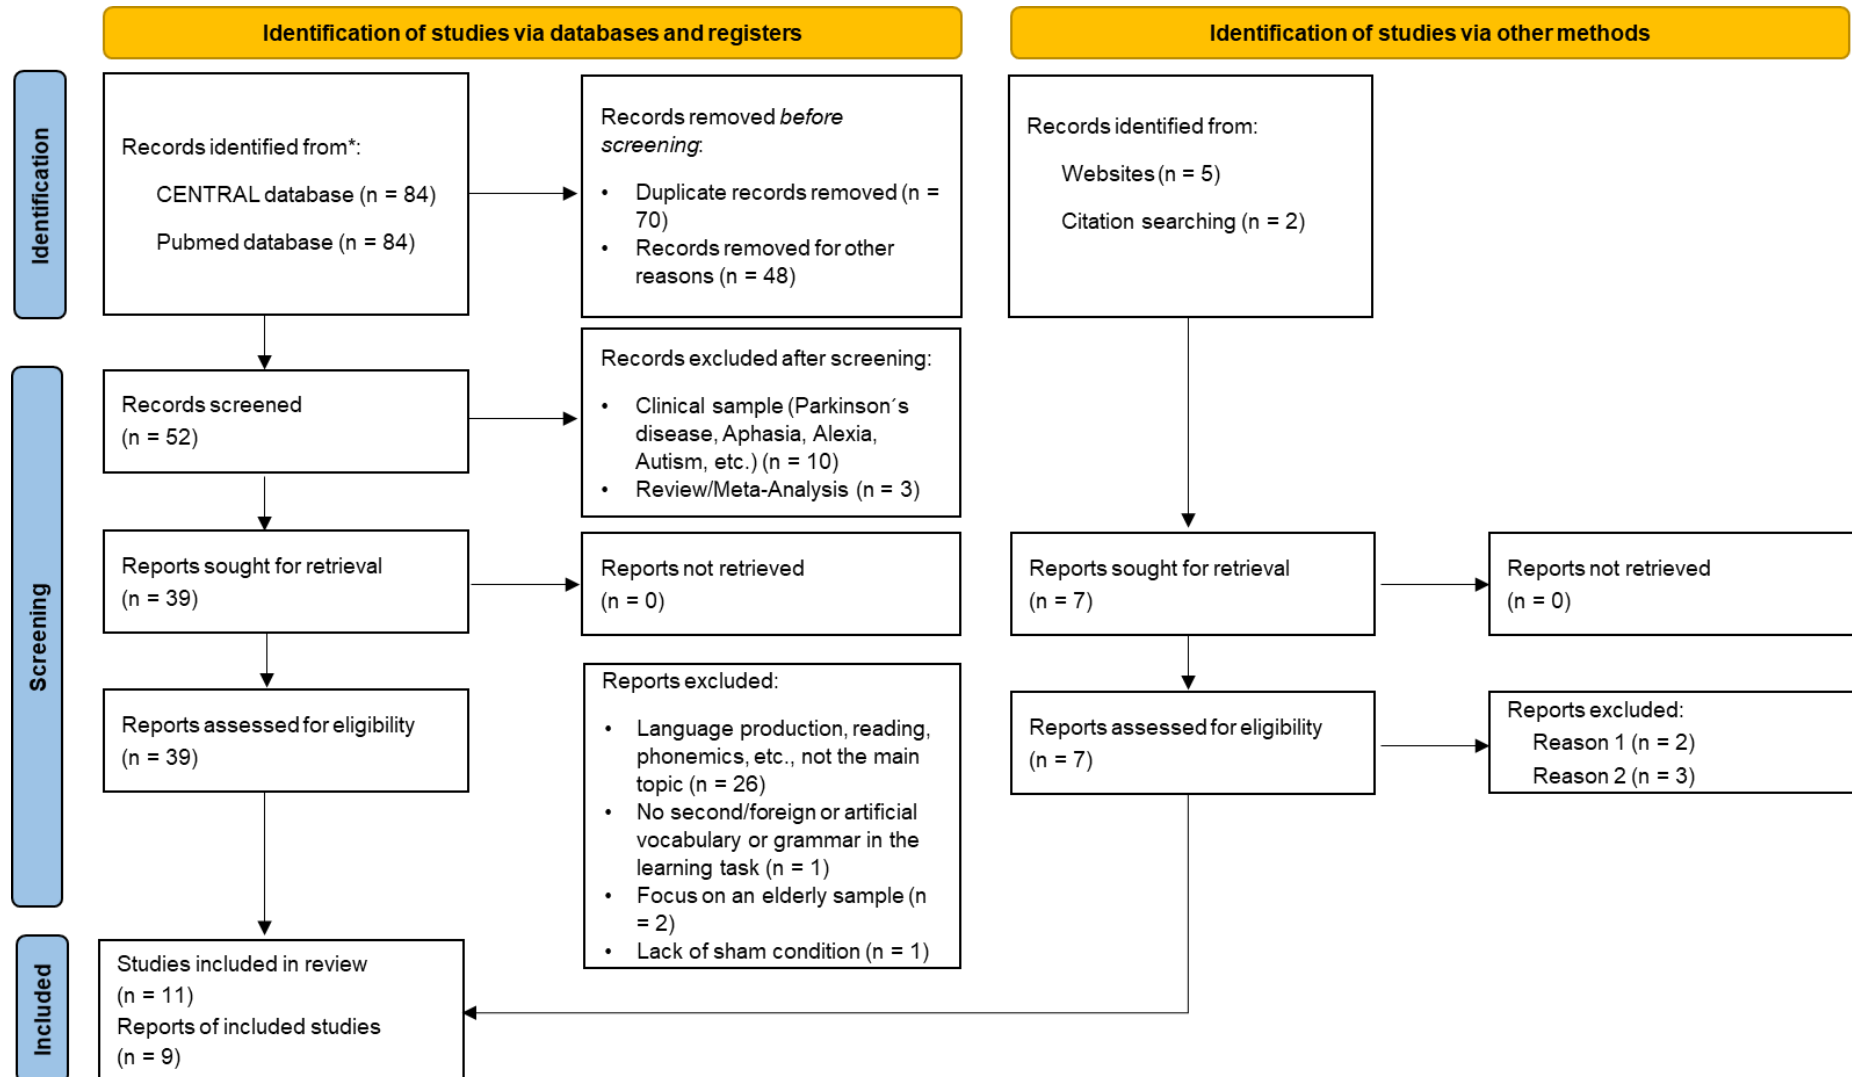 Identification of studies via databases and registers
Identification of studies via other methods
Identification
Records identified from*:
CENTRAL database (n = 84)
Pubmed database (n = 84)
Records removed before
screening:
• Duplicate records removed (n =
70)
• Records removed for other
reasons (n = 48)
Records identified from:
Websites (n = 5)
Citation searching (n = 2)
Screening
Records screened
(n = 52)
Records excluded after screening:
• Clinical sample (Parkinson´s
disease, Aphasia, Alexia,
Autism, etc.) (n = 10)
• Review/Meta-Analysis (n = 3)
Reports sought for retrieval
(n = 39)
Reports not retrieved
(n = 0)
Reports sought for retrieval
(n = 7)
Reports not retrieved
(n = 0)
Reports assessed for eligibility
(n = 39)
Reports excluded:
• Language production, reading,
phonemics, etc., not the main
topic (n = 26)
• No second/foreign or artificial
vocabulary or grammar in the
learning task (n = 1)
• Focus on an elderly sample (n
= 2)
• Lack of sham condition (n = 1)
Reports assessed for eligibility
(n = 7)
Reports excluded:
Reason 1 (n = 2)
Reason 2 (n = 3)
Included
Studies included in review
(n = 11)
Reports of included studies
(n = 9)